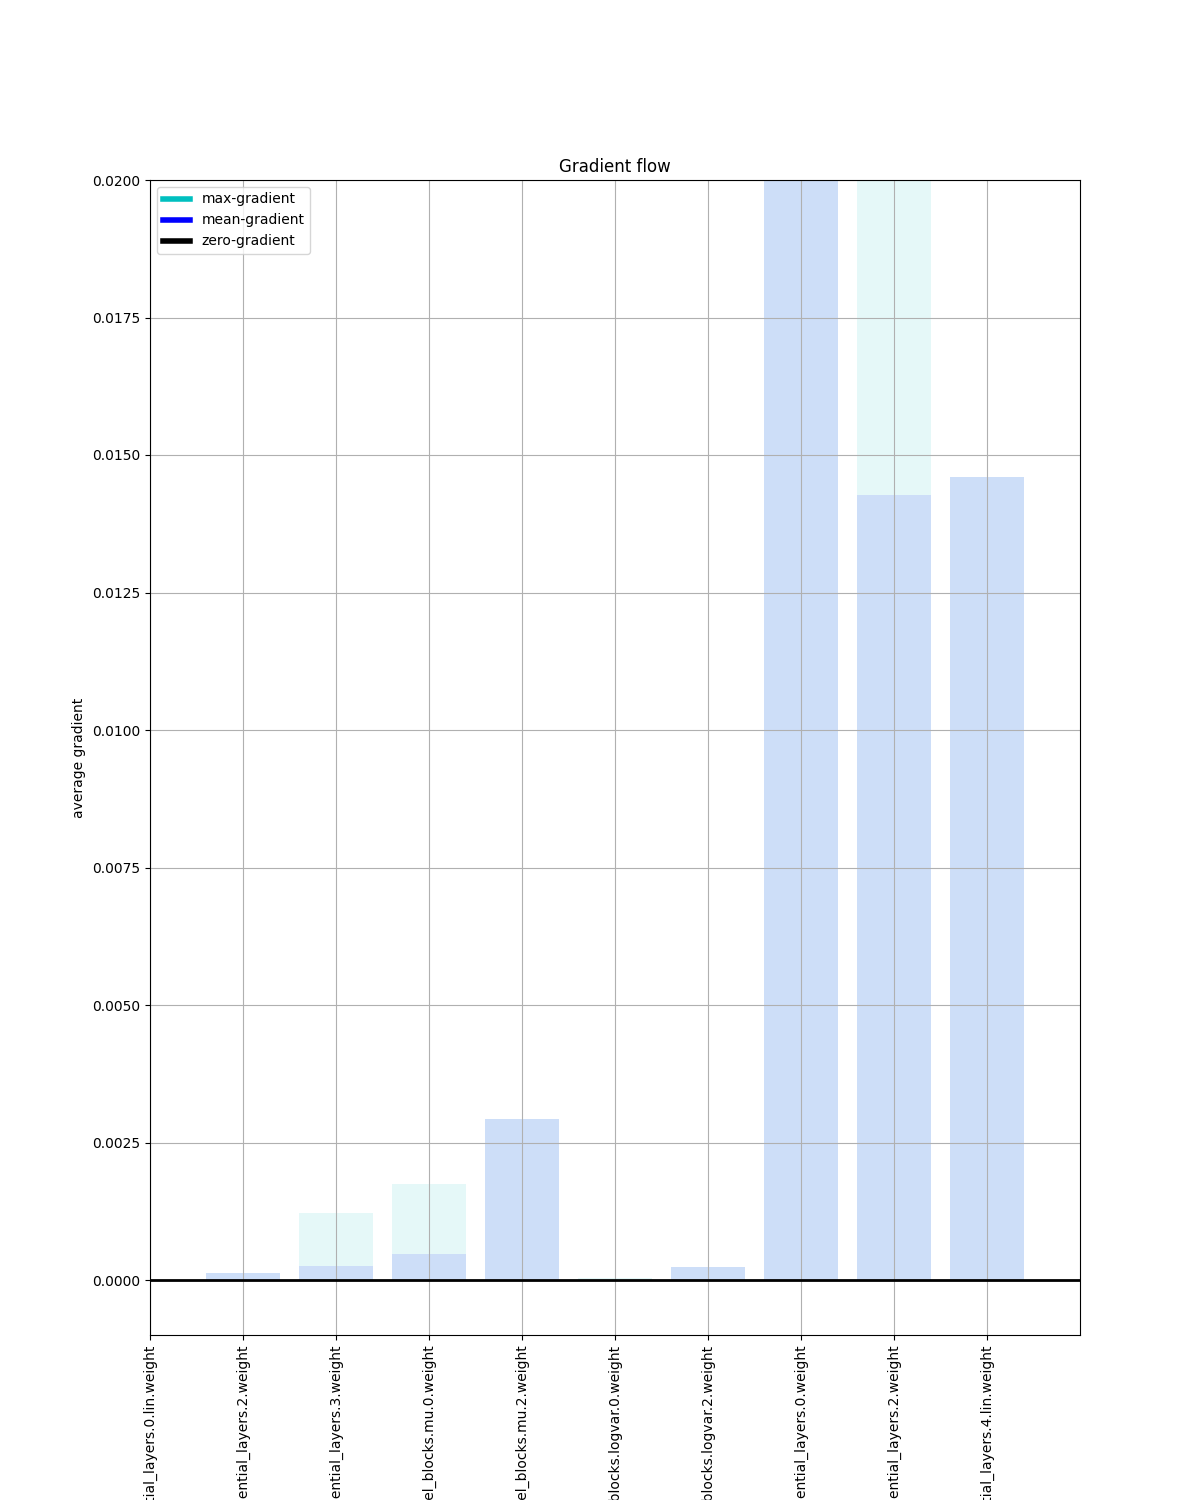 Gradient flow
max-gradient
mean-gradient
zero-gradient
0.0200
0.0175
0.0150
0.0125
0.0100
0.0075
0.0050
0.0025
0.0000
average gradient
tial_layers.0.lin.weight
ential_layers.2.weight
ential_layers.3.weight
el_blocks.mu.0.weight
el_blocks.mu.2.weight
blocks.logvar.0.weight
blocks.logvar.2.weight
ential_layers.0.weight
ential_layers.2.weight
tial_layers.4.lin.weight